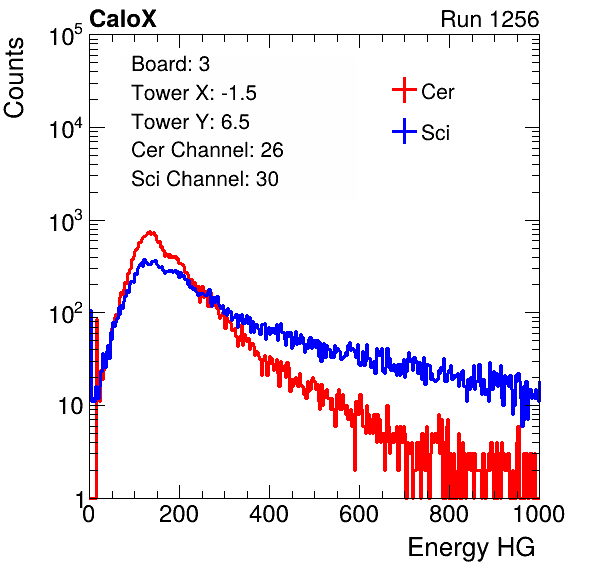 CaloX Run 1256
Counts
10^5
10^4
10^3
10^2
10
1
Board: 3
Tower X: -1.5
Tower Y: 6.5
Cer Channel: 26
Sci Channel: 30
Cer
Sci
0 200 400 600 800 1000
Energy HG